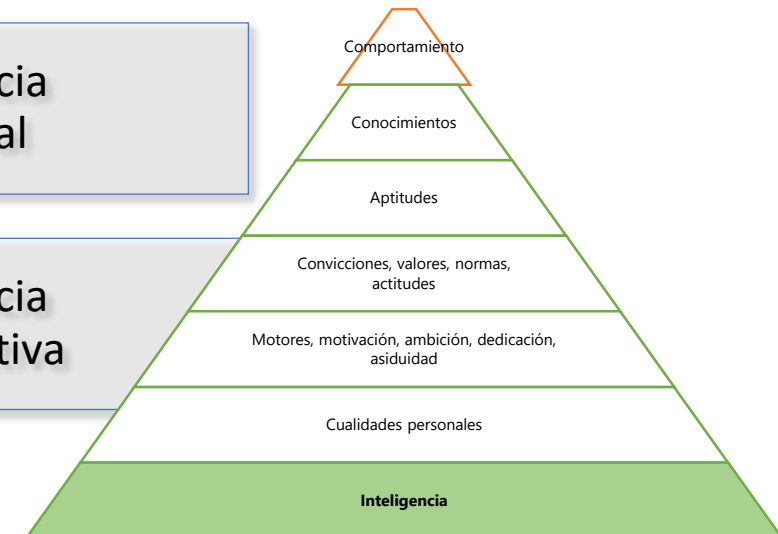 cia
al
cia
tiva
Comportamiento
Conocimientos
Aptitudes
Convicciones, valores, normas,
actitudes
Motores, motivación, ambición, dedicación,
asiduidad
Cualidades personales
Inteligencia